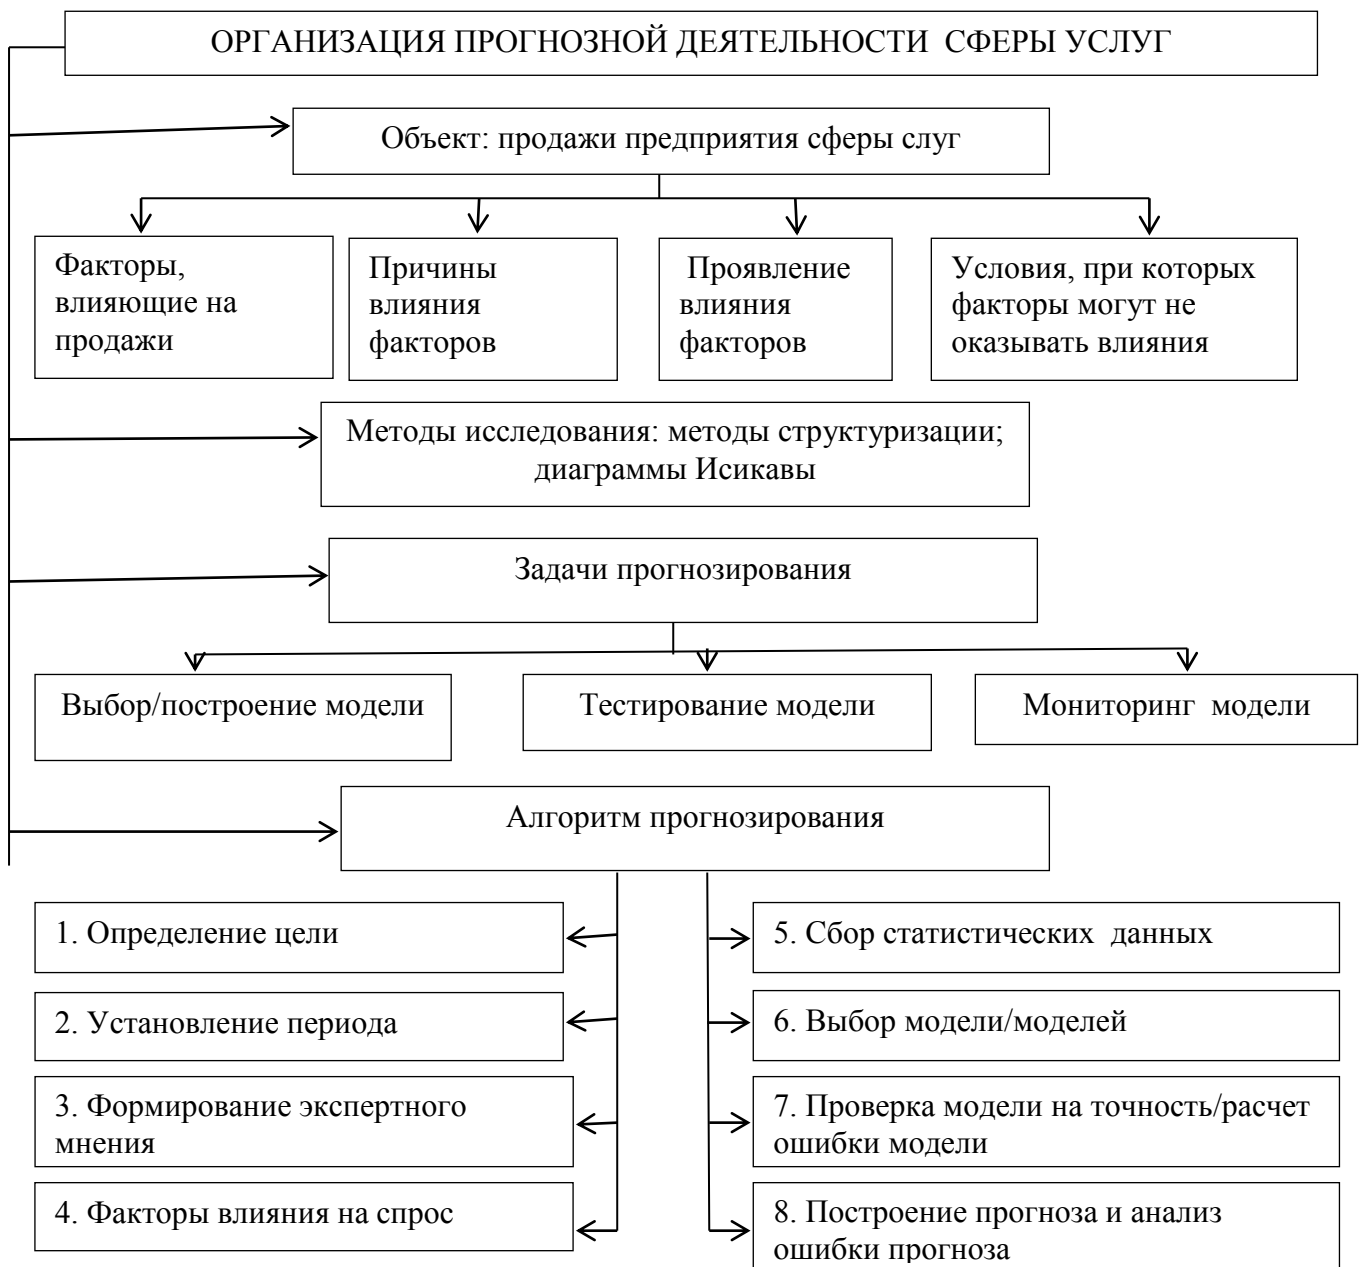 ОРГАНИЗАЦИЯ ПРОГНОЗНОЙ ДЕЯТЕЛЬНОСТИ СФЕРЫ УСЛУГ
Объект: продажи предприятия сферы слуг
Факторы,
влияющие на
продажи
Причины
влияния
факторов
Проявление
влияния
факторов
Условия, при которых
факторы могут не
оказывать влияния
Методы исследования: методы структуризации;
диаграммы Исикавы
Задачи прогнозирования
Выбор/построение модели
Тестирование модели
Мониторинг модели
Алгоритм прогнозирования
1. Определение цели
2. Установление периода
3. Формирование экспертного
мнения
4. Факторы влияния на спрос
5. Сбор статистических данных
6. Выбор модели/моделей
7. Проверка модели на точность/расчет
ошибки модели
8. Построение прогноза и анализ
ошибки прогноза